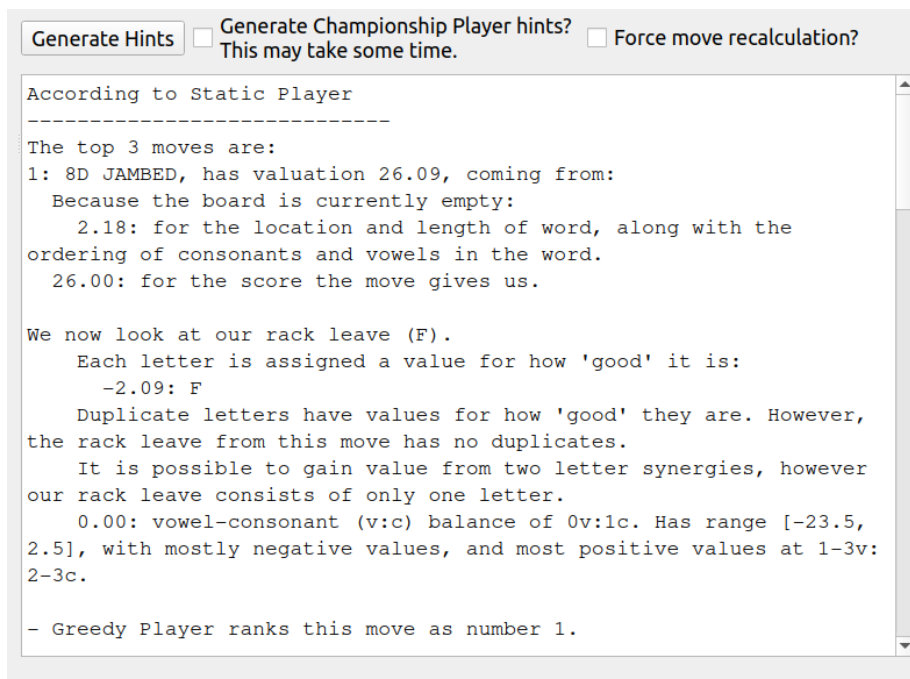 Generate Hints
Generate Championship Player hints?
This may take some time.
Force move recalculation?
According to Static Player
-----------------------------
The top 3 moves are:
1: 8D JAMBED, has valuation 26.09, coming from:
  Because the board is currently empty:
    2.18: for the location and length of word, along with the
ordering of consonants and vowels in the word.
  26.00: for the score the move gives us.

We now look at our rack leave (F).
    Each letter is assigned a value for how 'good' it is:
      -2.09: F
    Duplicate letters have values for how 'good' they are. However,
the rack leave from this move has no duplicates.
    It is possible to gain value from two letter synergies, however
our rack leave consists of only one letter.
    0.00: vowel-consonant (v:c) balance of 0v:1c. Has range [-23.5,
2.5], with mostly negative values, and most positive values at 1-3v:
2-3c.

- Greedy Player ranks this move as number 1.